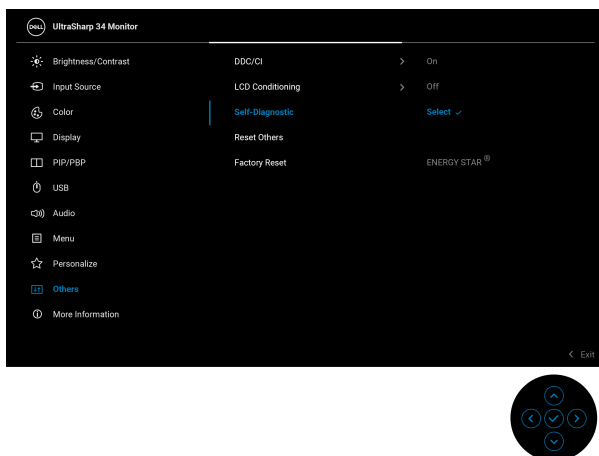 DELL UltraSharp 34 Monitor
Brightness/Contrast DDC/CI On
Input Source LCD Conditioning Off
Color Self-Diagnostic Select
Display Reset Others
PIP/PBP Factory Reset ENERGY STAR ®
USB
Audio
Menu
Personalize
Others
More Information
Exit